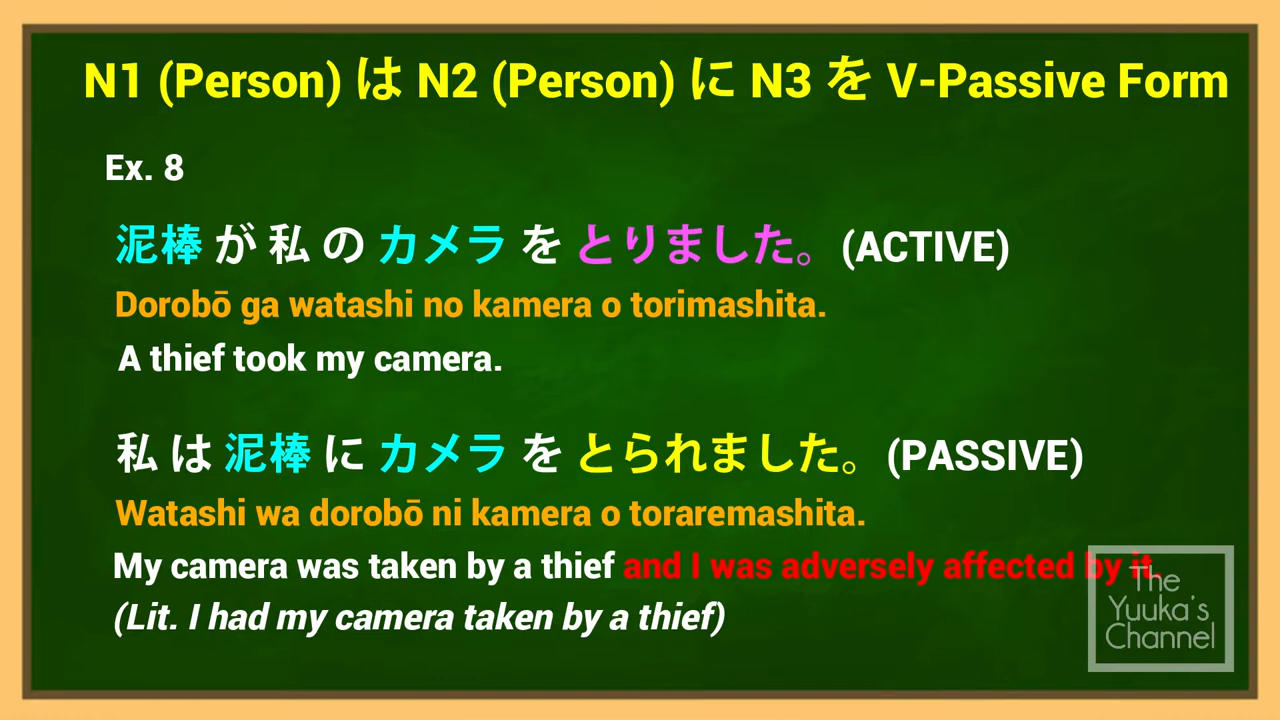 N1 (Person) は N2 (Person) に N3 を V-Passive Form
Ex. 8
泥棒 が 私 の カメラ を とりました。 (ACTIVE)
Dorobō ga watashi no kamera o torimashita.
A thief took my camera.
私 は 泥棒 に カメラ を とられました。 (PASSIVE)
Watashi wa dorobō ni kamera o toraremashita.
My camera was taken by a thief and I was adversely affected by it.
(Lit. I had my camera taken by a thief)
The
Yuuka's
Channel